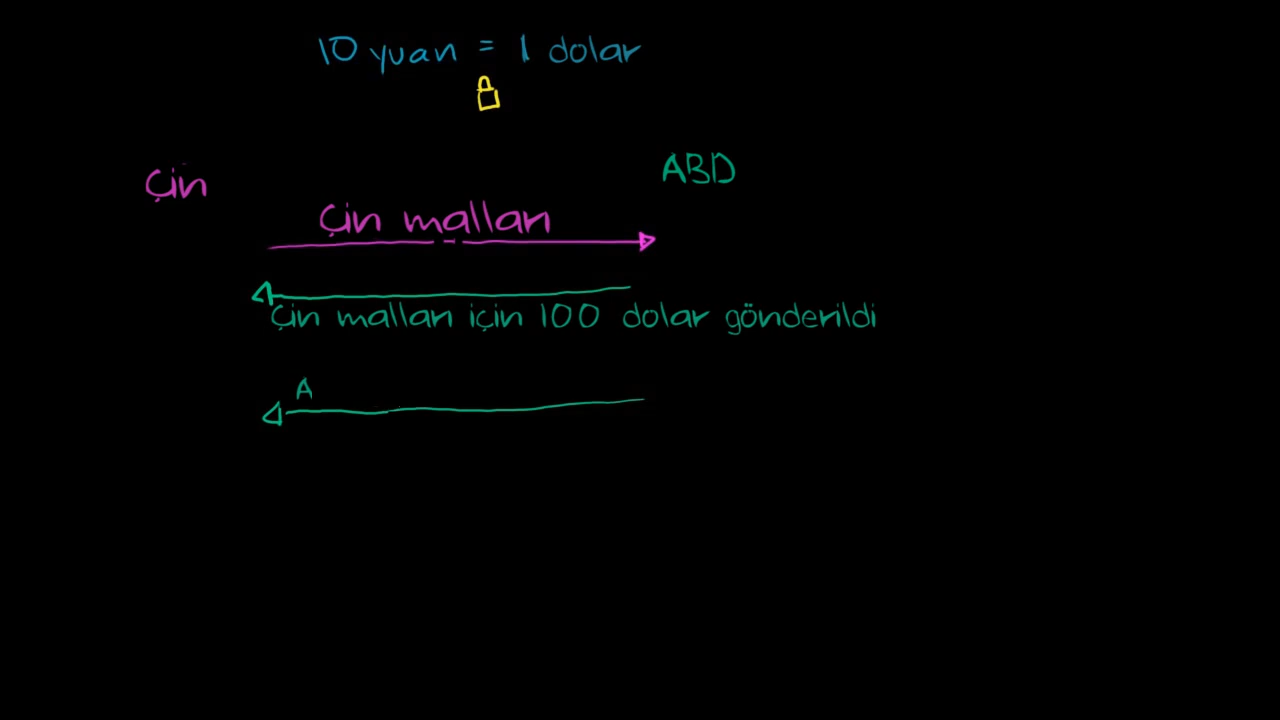 10 yuan = 1 dolar
Çin
ABD
Çin malları
Çin malları için 100 dolar gönderildi
A